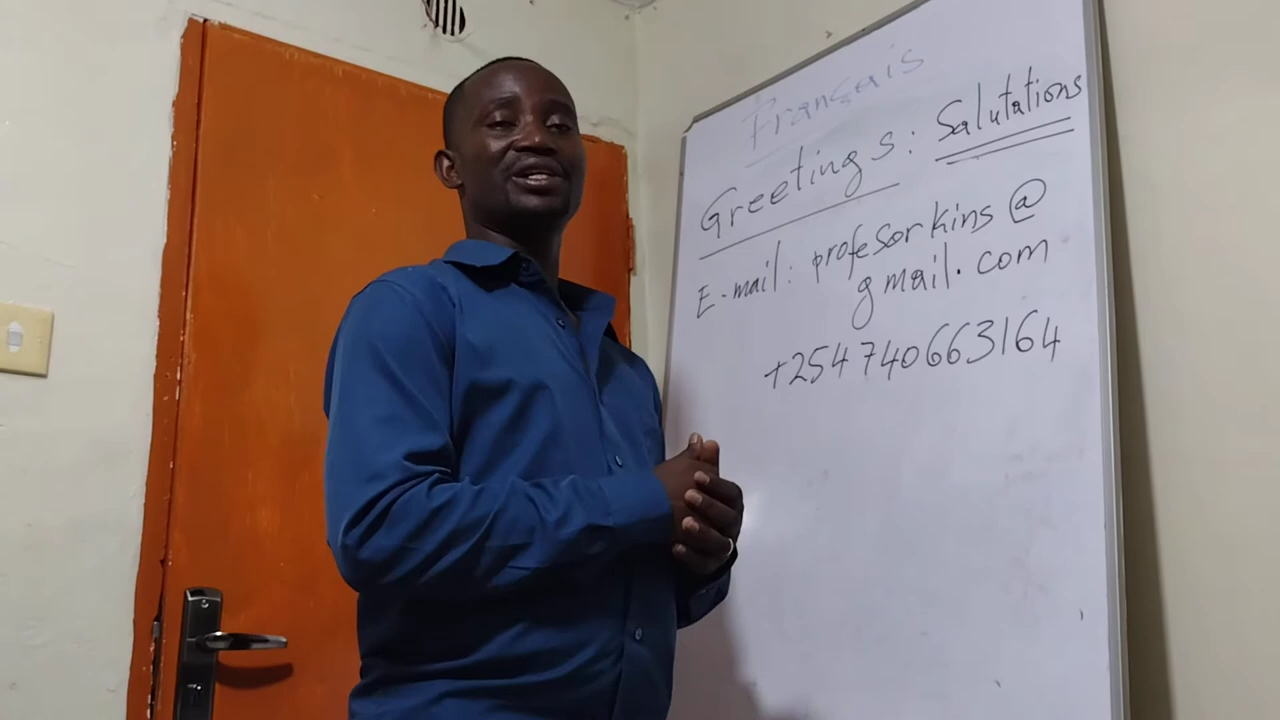 Français
Greetings: Salutations
E-mail: profesorkins@
gmail.com
+254740663164